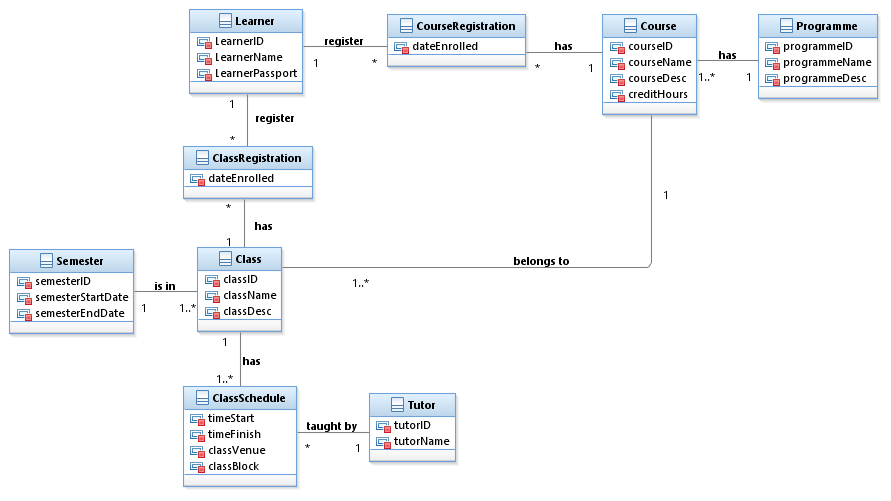 Learner
LearnerID
LearnerName
LearnerPassport
register
1
*
CourseRegistration
dateEnrolled
has
*
1
Course
courseID
courseName
courseDesc
creditHours
has
1..*
1
Programme
programmeID
programmeName
programmeDesc
1
register
*
ClassRegistration
dateEnrolled
*
has
1
1
belongs to
1..*
Semester
semesterID
semesterStartDate
semesterEndDate
is in
1
1..*
Class
classID
className
classDesc
1
has
1..*
ClassSchedule
timeStart
timeFinish
classVenue
classBlock
taught by
*
1
Tutor
tutorID
tutorName